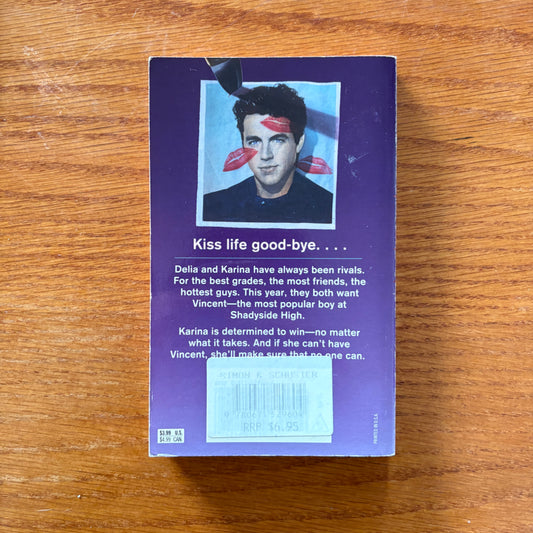 Kiss life good-bye. . . .
Delia and Karina have always been rivals.
For the best grades, the most friends, the
hottest guys. This year, they both want
Vincent—the most popular boy at
Shadyside High.
Karina is determined to win—no matter
what it takes. And if she can't have
Vincent, she'll make sure that no one can.
SIMON & SCHUSTER
RRP $6.95
$3.99 U.S.
$4.99 CAN.
PRINTED IN U.S.A.